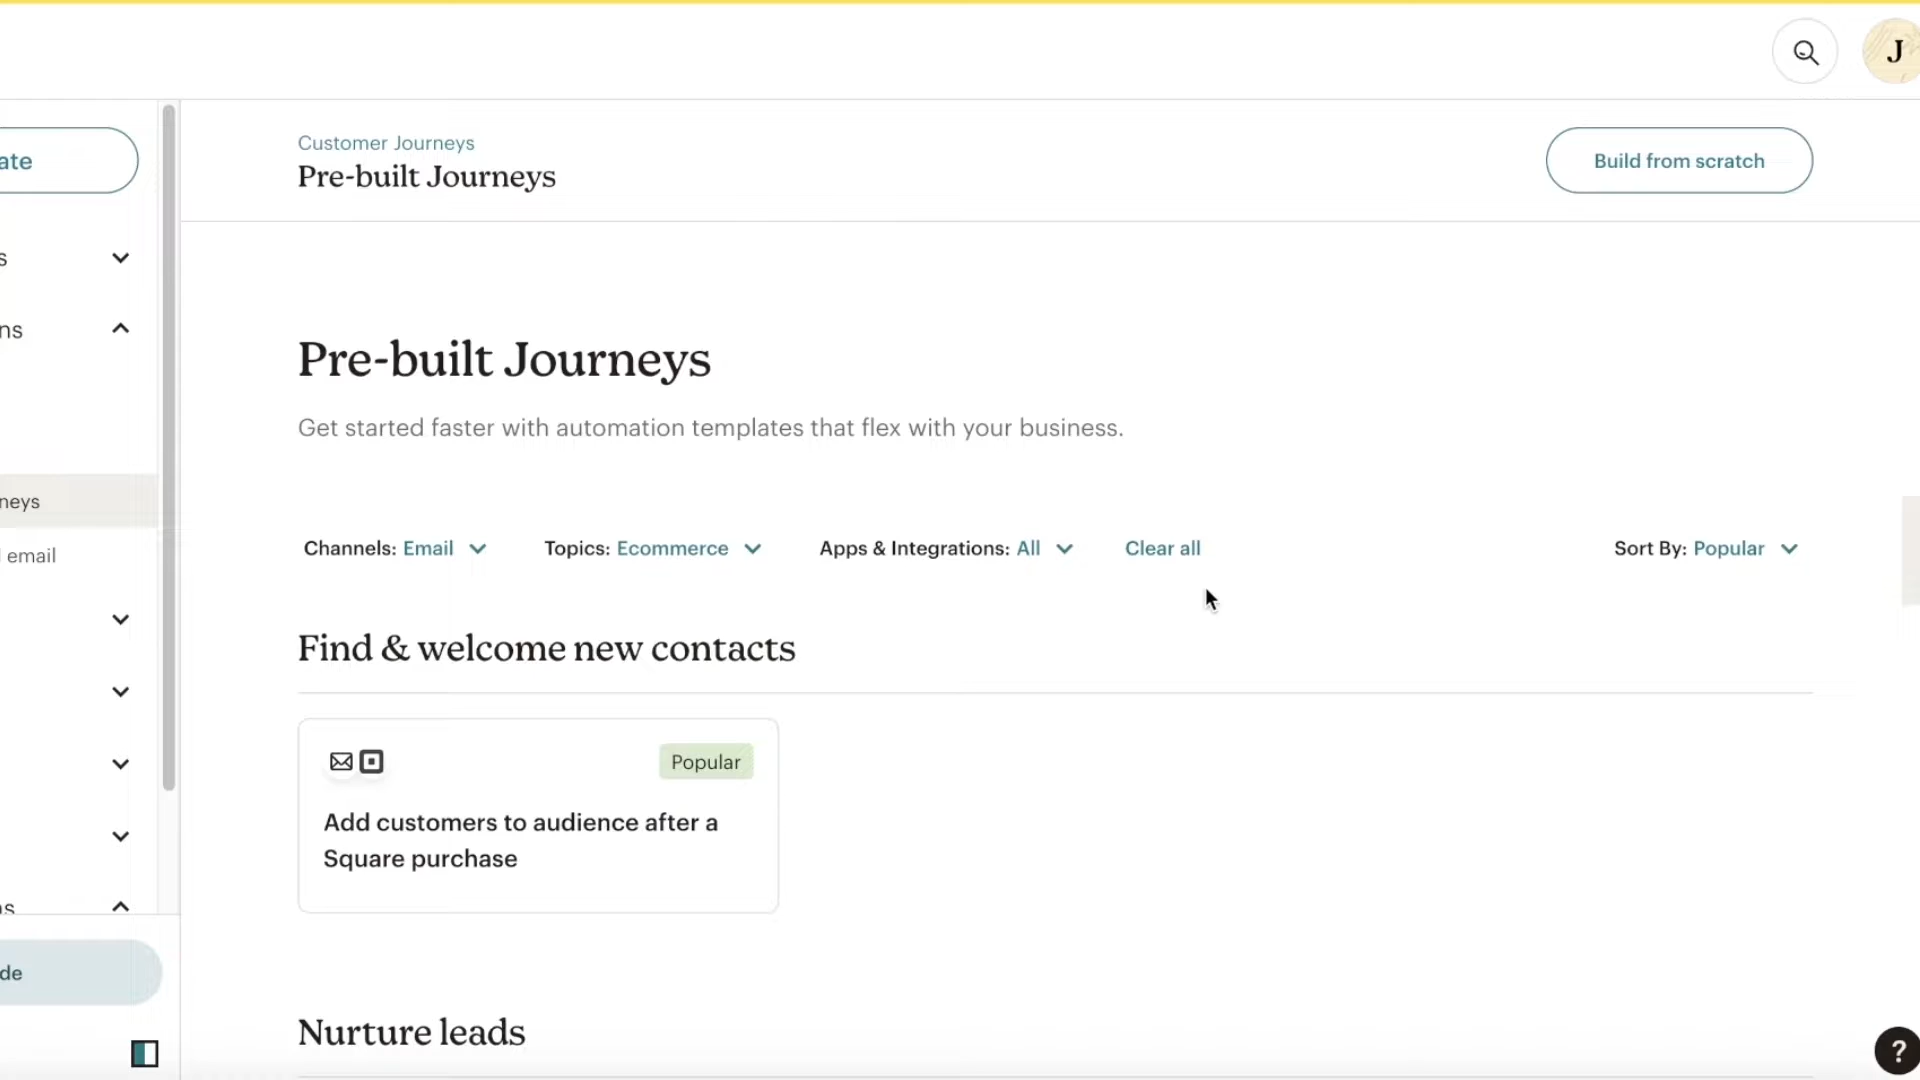 J
ate
Customer Journeys
Pre-built Journeys
Build from scratch
s
ns
neys
email
s
de
Pre-built Journeys
Get started faster with automation templates that flex with your business.
Channels: Email
Topics: Ecommerce
Apps & Integrations: All
Clear all
Sort By: Popular
Find & welcome new contacts
Popular
Add customers to audience after a
Square purchase
Nurture leads
?